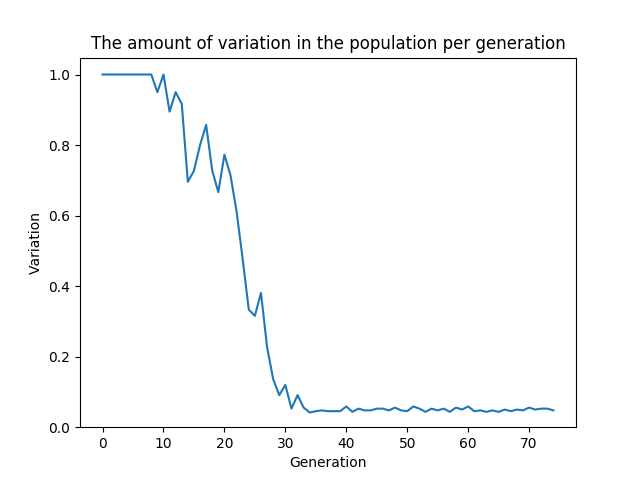 The amount of variation in the population per generation
1.0
0.8
0.6
0.4
0.2
0.0
Variation
0 10 20 30 40 50 60 70
Generation